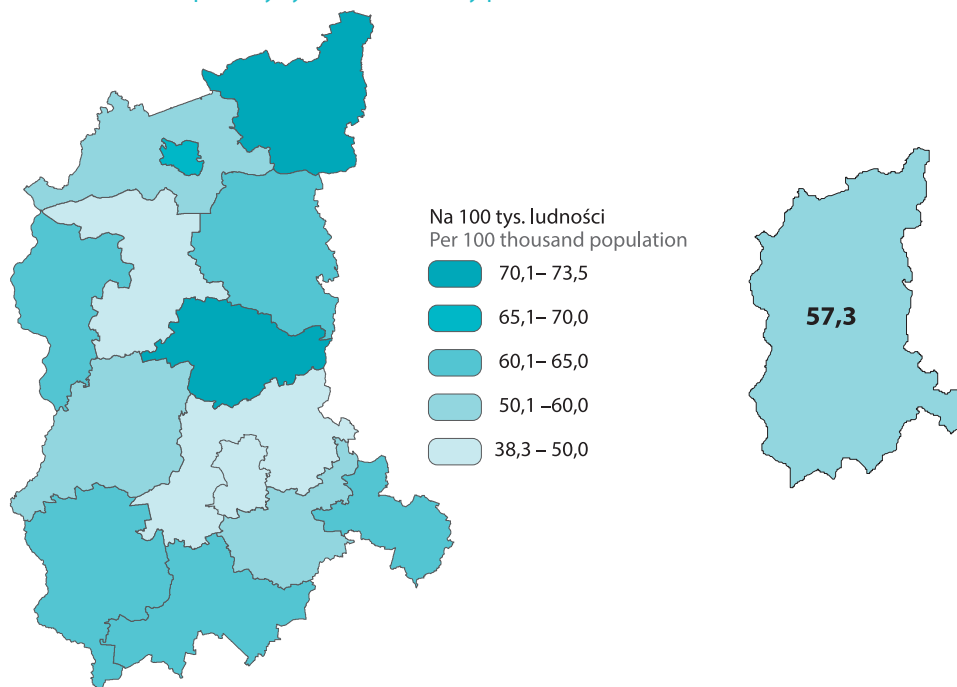 Na 100 tys. ludności
Per 100 thousand population
70,1– 73,5
65,1– 70,0
60,1– 65,0
50,1 –60,0
38,3 – 50,0
57,3